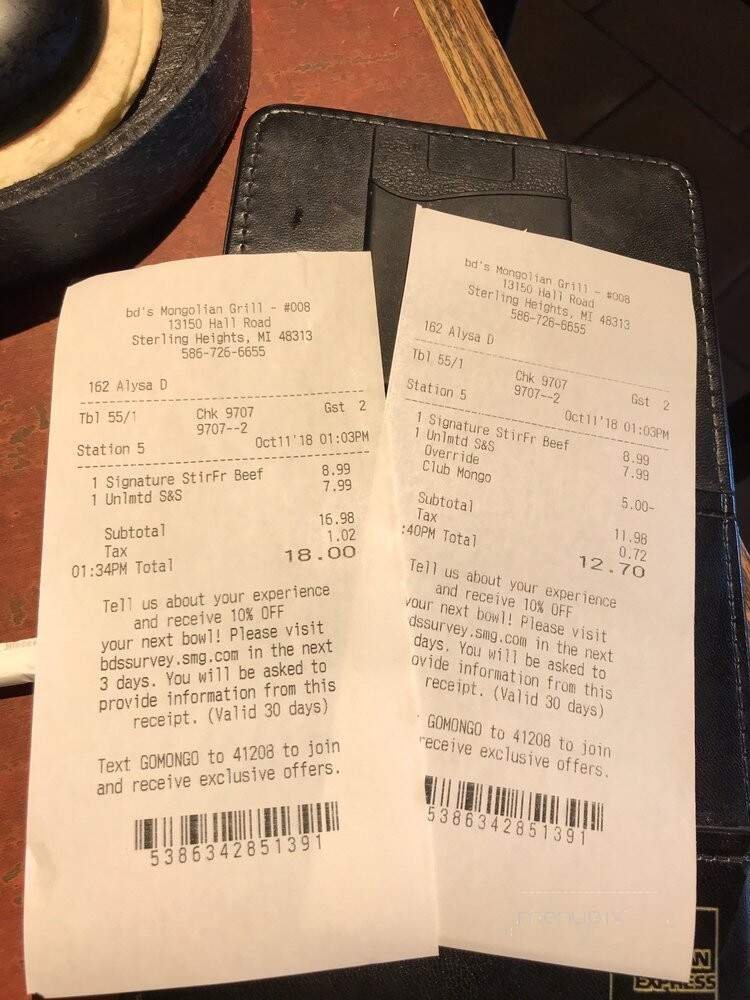 bd's Mongolian Grill - #008
13150 Hall Road
Sterling Heights, MI 48313
586-726-6655
162 Alysa D
Tbl 55/1 Chk 9707 Gst 2
9707--2
Station 5 Oct11'18 01:03PM
1 Signature StirFr Beef 8.99
1 Unlmtd S&S 7.99
Subtotal 16.98
Tax 1.02
01:34PM Total 18.00
Tell us about your experience
and receive 10% OFF
your next bowl! Please visit
bdssurvey.smg.com in the next
3 days. You will be asked to
provide information from this
receipt. (Valid 30 days)
Text GOMONGO to 41208 to join
and receive exclusive offers.
5386342851391
bd's Mongolian Grill - #008
13150 Hall Road
Sterling Heights, MI 48313
586-726-6655
162 Alysa D
Tbl 55/1 Chk 9707 Gst 2
9707--2
Station 5 Oct11'18 01:03PM
1 Signature StirFr Beef 8.99
1 Unlmtd S&S 7.99
Override
Club Mongo 5.00-
Subtotal 11.98
Tax 0.72
:40PM Total 12.70
Tell us about your experience
and receive 10% OFF
your next bowl! Please visit
dssurvey.smg.com in the next
days. You will be asked to
ovide information from this
receipt. (Valid 30 days)
GOMONGO to 41208 to join
receive exclusive offers.
5386342851391
menupix
AN
EXPRESS